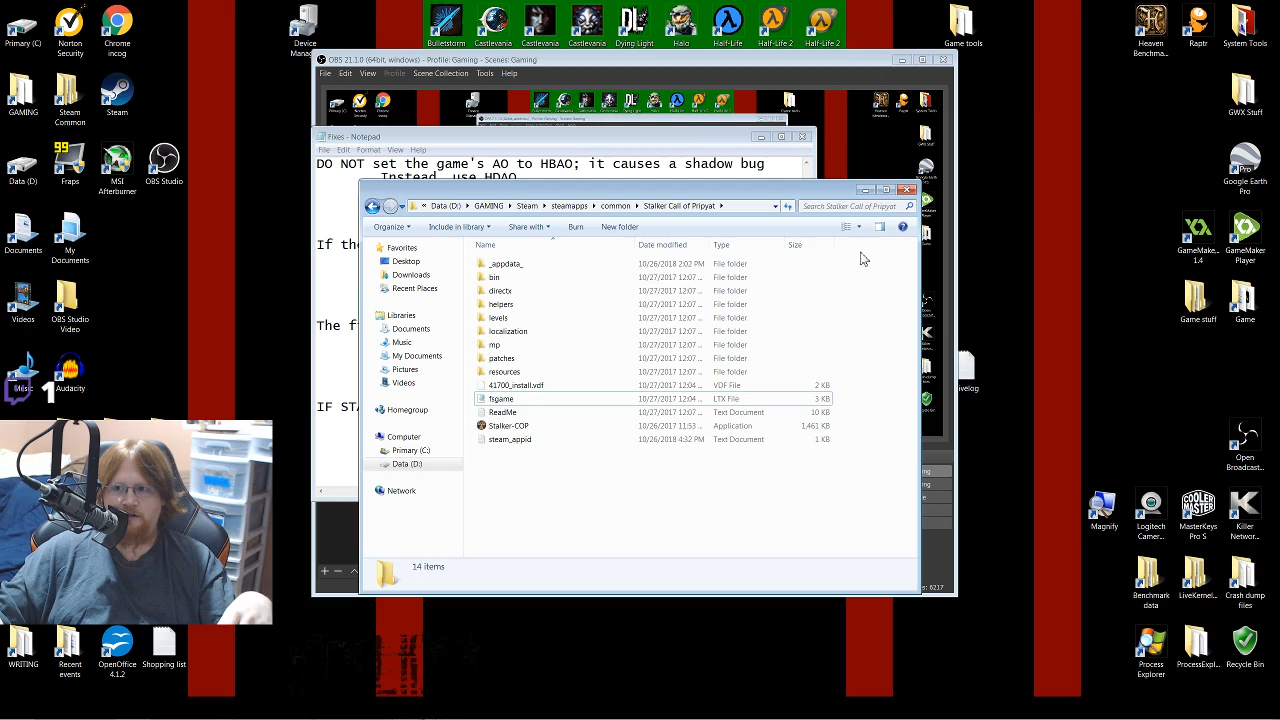 Primary (C)
Norton Security
Chrome incog
Device
Bulletstorm
Castlevania
Castlevania
Castlevania
Dying Light
Halo
Half-Life
Half-Life 2
Half-Life 2
Game tools
Heaven Benchma...
Raptr
System Tools
OBS 21.1.0 (64bit, windows) - Profile: Gaming - Scenes: Gaming
File Edit View Profile Scene Collection Tools Help
GAMING
Steam Common
Steam
GWX Stuff
Fixes - Notepad
File Edit Format View Help
DO NOT set the game's AO to HBAO; it causes a shadow bug
Instead, use HDAO
99
Data (D)
Fraps
MSI Afterburner
OBS Studio
Google Earth Pro
Data (D:) GAMING Steam steamapps common Stalker Call of Pripyat
Search Stalker Call of Pripyat
Organize Include in library Share with Burn New folder
Name Date modified Type Size
Favorites
Desktop
Downloads
Recent Places
Libraries
Documents
Music
My Documents
Pictures
Videos
Homegroup
Computer
Primary (C:)
Data (D:)
Network
_appdata_ 10/26/2018 2:02 PM File folder
bin 10/27/2017 12:07 ... File folder
directx 10/27/2017 12:07 ... File folder
helpers 10/27/2017 12:07 ... File folder
levels 10/27/2017 12:07 ... File folder
localization 10/27/2017 12:07 ... File folder
mp 10/27/2017 12:07 ... File folder
patches 10/27/2017 12:07 ... File folder
resources 10/27/2017 12:07 ... File folder
41700_install.vdf 10/27/2017 12:04 ... VDF File 2 KB
fsgame 10/27/2017 12:04 ... LTX File 3 KB
ReadMe 10/27/2017 12:07 ... Text Document 10 KB
Stalker-COP 10/26/2017 11:53 ... Application 1,461 KB
steam_appid 10/26/2018 4:32 PM Text Document 1 KB
14 items
If the
The f
IF STA
Documents
My Documents
GameMaker 1.4
GameMaker Player
Videos
OBS Studio Video
Game stuff
Game
Music
Audacity
1
Open Broadcast...
Magnify
Logitech Camer...
MasterKeys Pro S
COOLER MASTER
Killer Networ...
Benchmark data
LiveKernel...
Crash dump files
: 6217
WRITING
Recent events
OpenOffice 4.1.2
Shopping list
Process Explorer
ProcessExpl...
Recycle Bin